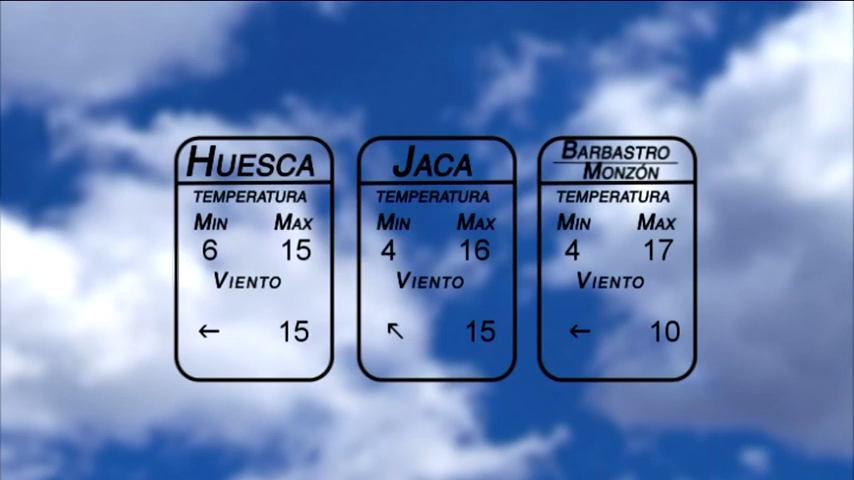 HUESCA
TEMPERATURA
MIN MAX
6 15
VIENTO
← 15
JACA
TEMPERATURA
MIN MAX
4 16
VIENTO
↖ 15
BARBASTRO
MONZÓN
TEMPERATURA
MIN MAX
4 17
VIENTO
← 10